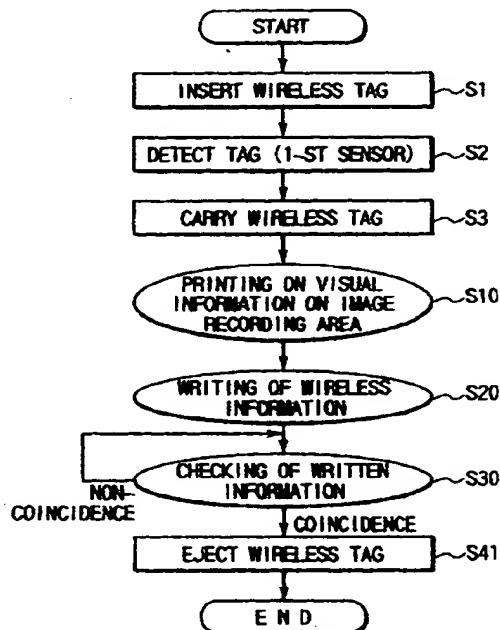 START
INSERT WIRELESS TAG
S1
DETECT TAG (1-ST SENSOR)
S2
CARRY WIRELESS TAG
S3
PRINTING ON VISUAL
INFORMATION ON IMAGE
RECORDING AREA
S10
WRITING OF WIRELESS
INFORMATION
S20
CHECKING OF WRITTEN
INFORMATION
S30
NON-
COINCIDENCE
COINCIDENCE
EJECT WIRELESS TAG
S41
END